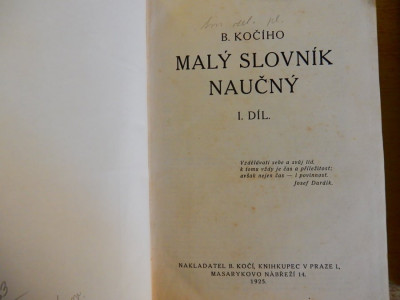 B. KOČÍHO
MALÝ SLOVNÍK
NAUČNÝ
I. DÍL.
Vzdělávati sebe a svůj lid,
k tomu vždy je čas a příležitost;
avšak nejen čas — i povinnost.
Josef Durdík.
NAKLADATEL B. KOČÍ, KNIHKUPEC V PRAZE I.,
MASARYKOVO NÁBŘEŽÍ 14.
1925.